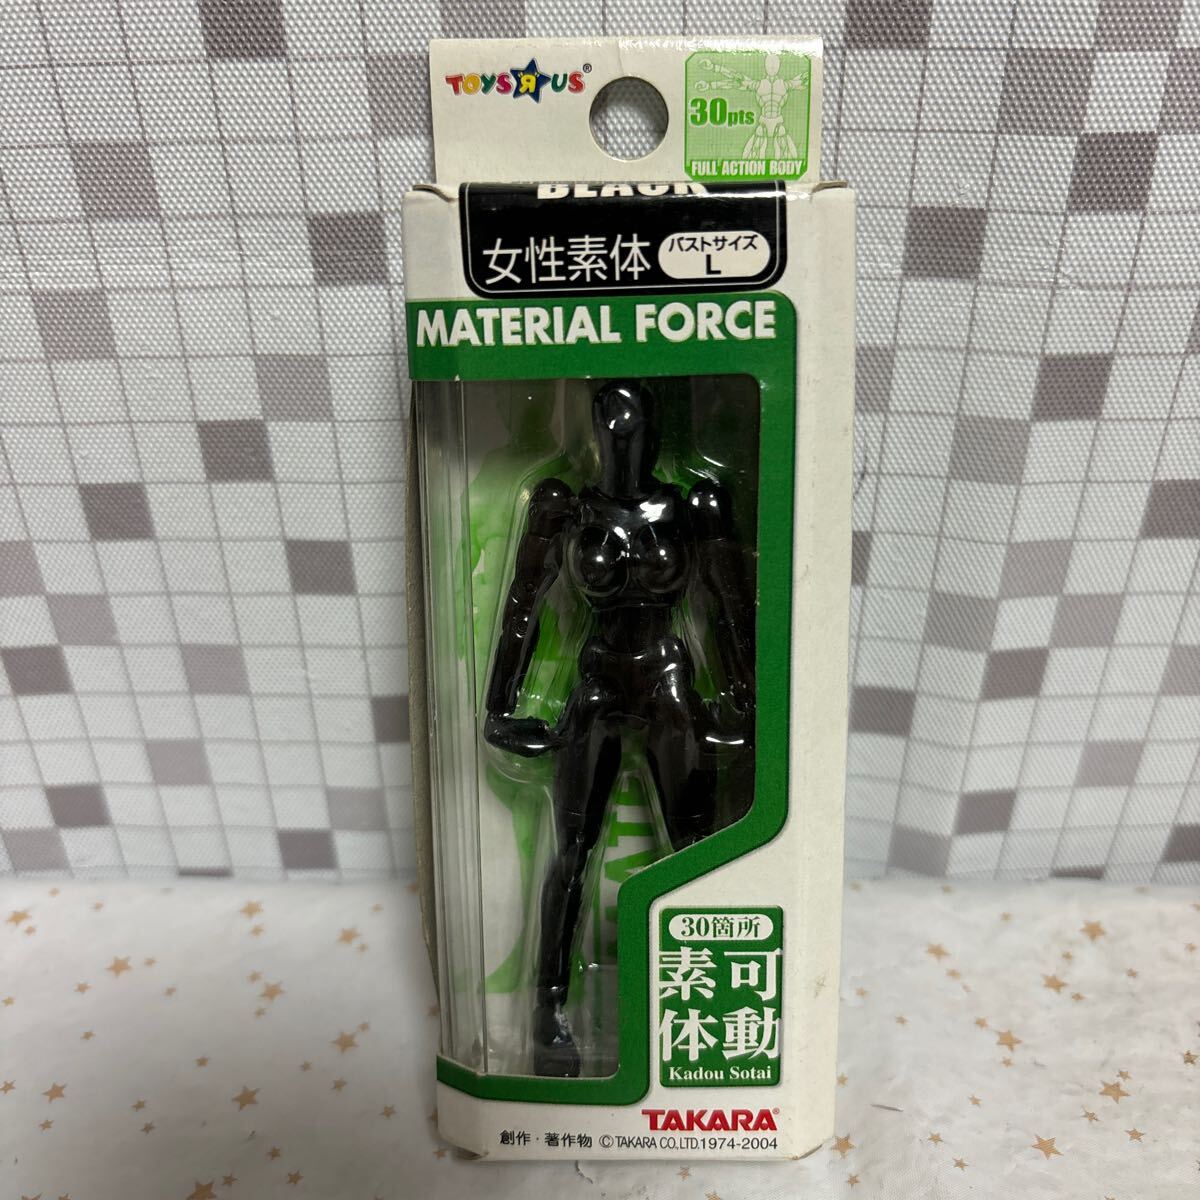 TOYS"R"US®
30pts
FULL ACTION BODY
BLACK
女性素体
バストサイズ
L
MATERIAL FORCE
30箇所
可動
素体
Kadou Sotai
TAKARA®
創作・著作物 ©TAKARA CO.,LTD.1974-2004